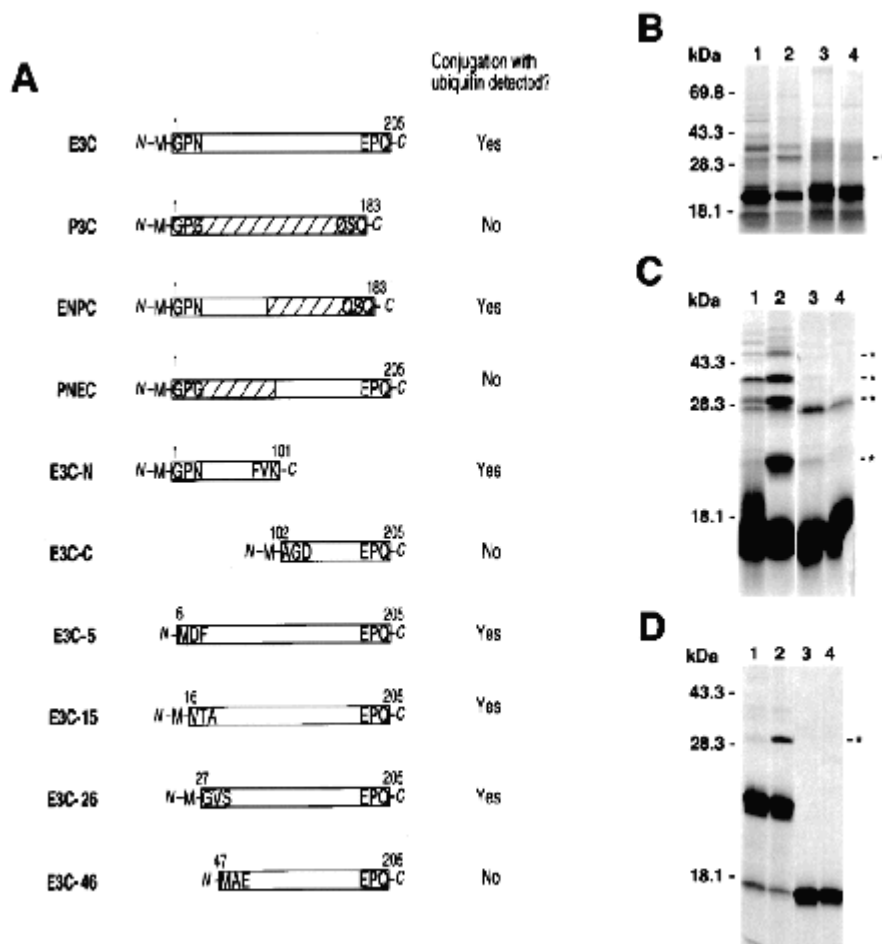 A
Conjugation with
ubiquitin detected?
E3C N-M-GPN EPQ-C 205 Yes
P3C 1 N-M-GPG QSQ-C 183 No
ENPC N-M-GPN QSQ-C 183 Yes
PNEC 1 N-M-GPG EPQ-C 205 No
E3C-N 1 N-M-GPN FVK-C 101 Yes
E3C-C 102 N-M-AGD EPQ-C 205 No
E3C-5 6 N-MDF EPQ-C 205 Yes
E3C-15 16 N-M-VTA EPQ-C 205 Yes
E3C-26 27 N-M-GVS EPQ-C 205 Yes
E3C-46 47 N-MAE EPQ-C 205 No
B
kDa 1 2 3 4
69.8 -
43.3 -
28.3 -
18.1 -
C
kDa 1 2 3 4
43.3 -
28.3 -
18.1 -
D
kDa 1 2 3 4
43.3 -
28.3 -
18.1 -